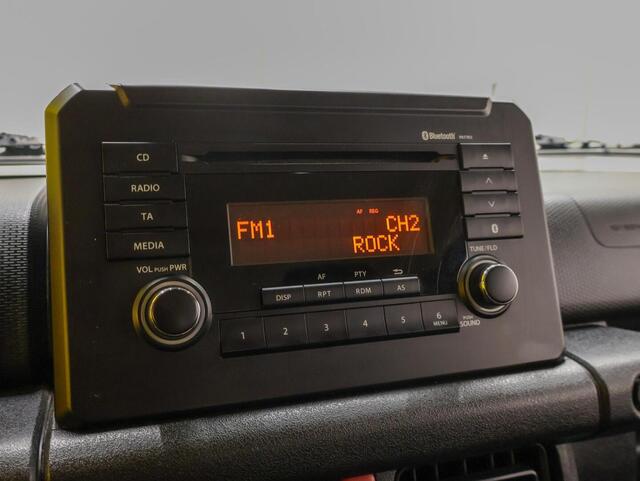 Bluetooth
CD
RADIO
TA
MEDIA
VOL PUSH PWR
AF REG
FM1 CH2
ROCK
TUNE/FLD
AF PTY
DISP RPT RDM AS
1 2 3 4 5 6
MENU
PUSH
SOUND